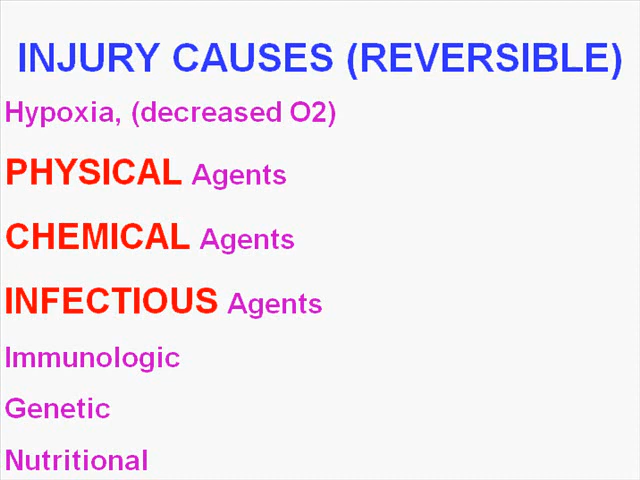 INJURY CAUSES (REVERSIBLE)
Hypoxia, (decreased O2)
PHYSICAL Agents
CHEMICAL Agents
INFECTIOUS Agents
Immunologic
Genetic
Nutritional